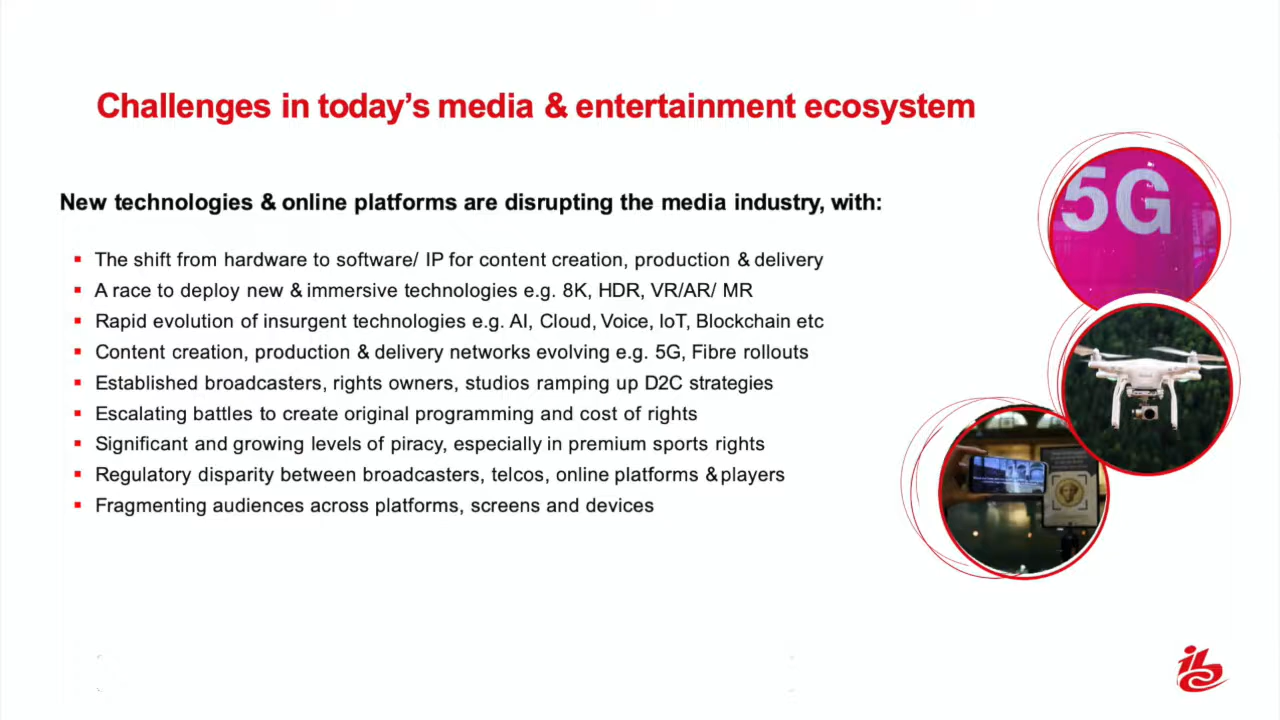 Challenges in today's media & entertainment ecosystem
New technologies & online platforms are disrupting the media industry, with:
The shift from hardware to software/ IP for content creation, production & delivery
A race to deploy new & immersive technologies e.g. 8K, HDR, VR/AR/ MR
Rapid evolution of insurgent technologies e.g. AI, Cloud, Voice, IoT, Blockchain etc
Content creation, production & delivery networks evolving e.g. 5G, Fibre rollouts
Established broadcasters, rights owners, studios ramping up D2C strategies
Escalating battles to create original programming and cost of rights
Significant and growing levels of piracy, especially in premium sports rights
Regulatory disparity between broadcasters, telcos, online platforms & players
Fragmenting audiences across platforms, screens and devices
5G